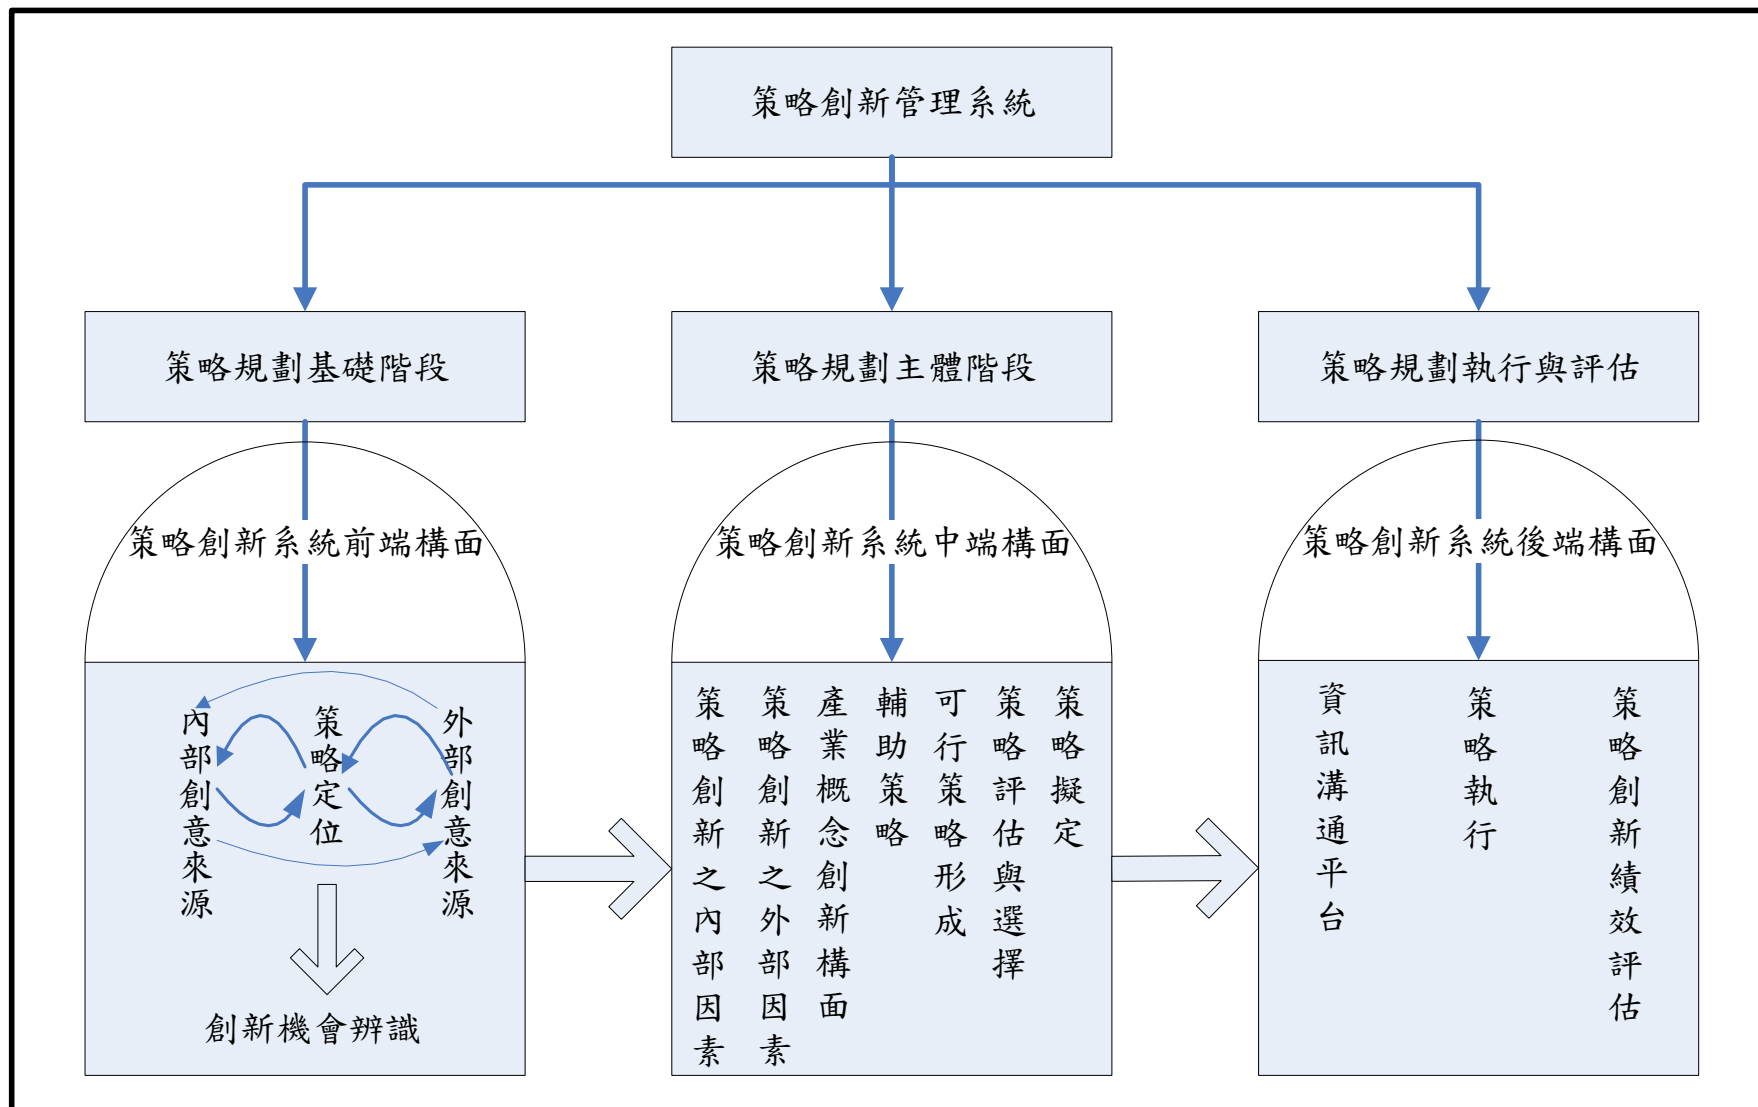 策略創新管理系統
策略規劃基礎階段
策略規劃主體階段
策略規劃執行與評估
策略創新系統前端構面
策略創新系統中端構面
策略創新系統後端構面
內部創意來源
策略定位
外部創意來源
創新機會辨識
策略創新之內部因素
策略創新之外部因素
產業概念創新構面
輔助策略
可行策略形成
策略評估與選擇
策略擬定
資訊溝通平台
策略執行
策略創新績效評估